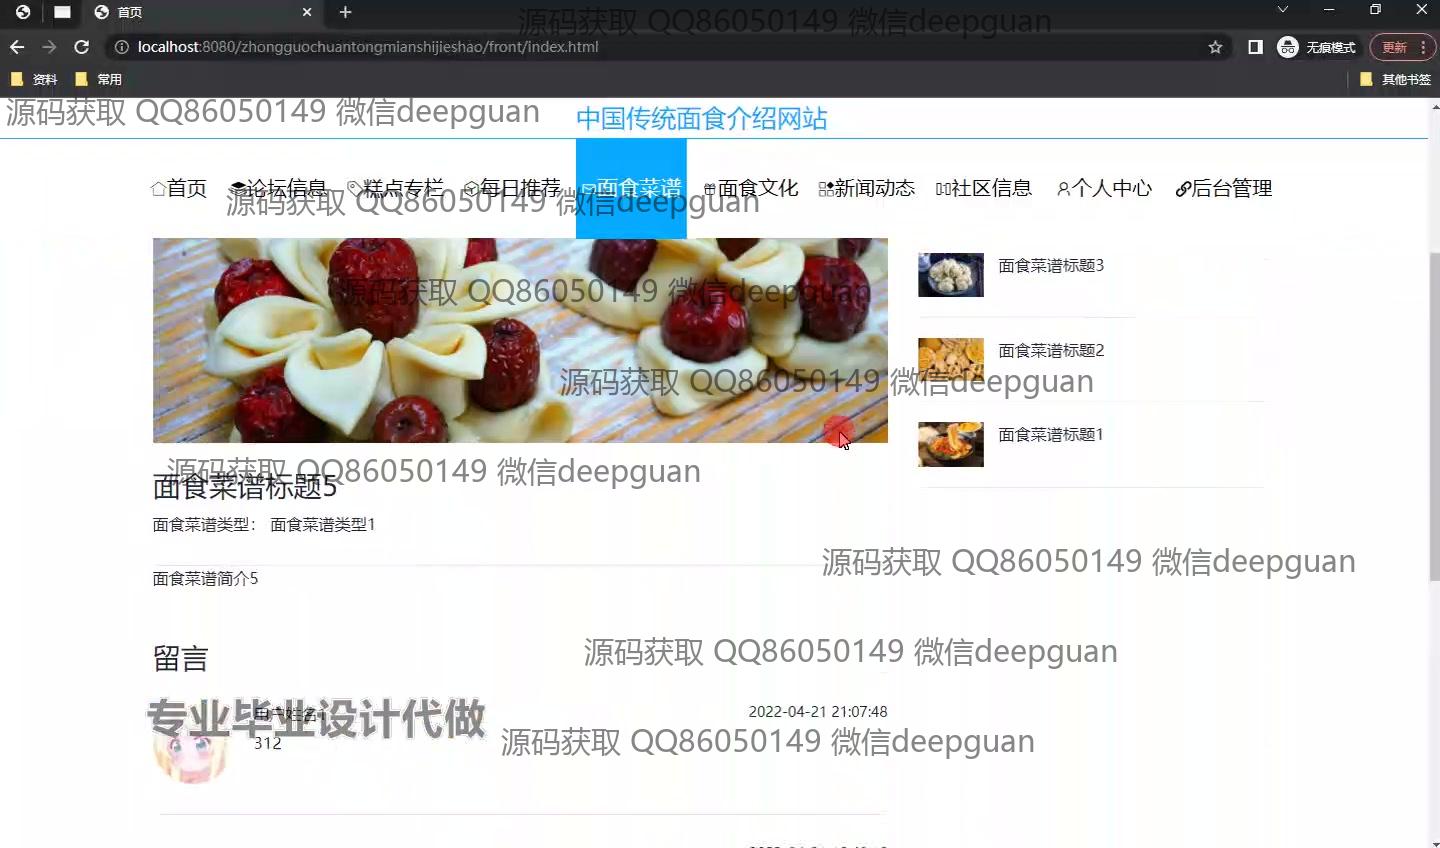 首页
源码获取 QQ86050149 微信deepguan
localhost:8080/zhongguochuantongmianshijieshao/front/index.html
无痕模式
更新
资料
常用
其他书签
源码获取 QQ86050149 微信deepguan
中国传统面食介绍网站
首页 论坛信息 糕点专栏 每日推荐 面食菜谱 面食文化 新闻动态 社区信息 个人中心 后台管理
源码获取 QQ86050149 微信deepguan
面食菜谱标题3
源码获取 QQ86050149 微信deepguan
面食菜谱标题2
源码获取 QQ86050149 微信deepguan
面食菜谱标题1
源码获取 QQ86050149 微信deepguan
面食菜谱标题5
面食菜谱类型: 面食菜谱类型1
源码获取 QQ86050149 微信deepguan
面食菜谱简介5
留言
源码获取 QQ86050149 微信deepguan
专业毕业设计代做
用户姓名1
2022-04-21 21:07:48
312
源码获取 QQ86050149 微信deepguan